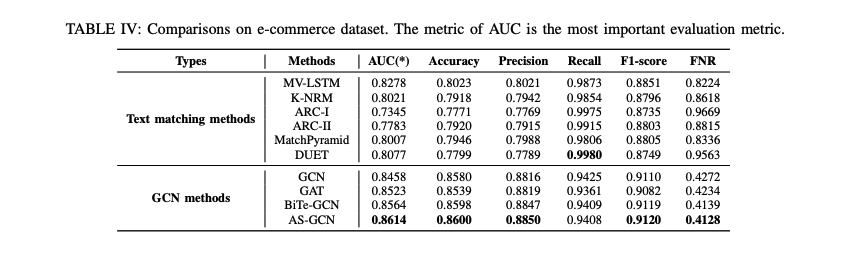 TABLE IV: Comparisons on e-commerce dataset. The metric of AUC is the most important evaluation metric.
Types Methods AUC(*) Accuracy Precision Recall F1-score FNR
Text matching methods
MV-LSTM 0.8278 0.8023 0.8021 0.9873 0.8851 0.8224
K-NRM 0.8021 0.7918 0.7942 0.9854 0.8796 0.8618
ARC-I 0.7345 0.7771 0.7769 0.9975 0.8735 0.9669
ARC-II 0.7783 0.7920 0.7915 0.9915 0.8803 0.8815
MatchPyramid 0.8007 0.7946 0.7988 0.9806 0.8805 0.8336
DUET 0.8077 0.7799 0.7789 0.9980 0.8749 0.9563
GCN methods
GCN 0.8458 0.8580 0.8816 0.9425 0.9110 0.4272
GAT 0.8523 0.8539 0.8819 0.9361 0.9082 0.4234
BiTe-GCN 0.8564 0.8598 0.8847 0.9409 0.9119 0.4139
AS-GCN 0.8614 0.8600 0.8850 0.9408 0.9120 0.4128